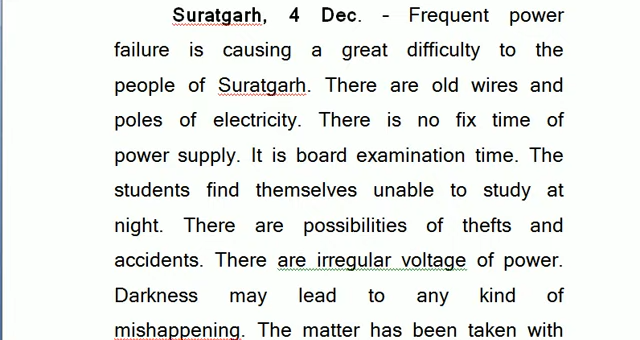 Suratgarh, 4 Dec. - Frequent power
failure is causing a great difficulty to the
people of Suratgarh. There are old wires and
poles of electricity. There is no fix time of
power supply. It is board examination time. The
students find themselves unable to study at
night. There are possibilities of thefts and
accidents. There are irregular voltage of power.
Darkness may lead to any kind of
mishappening. The matter has been taken with